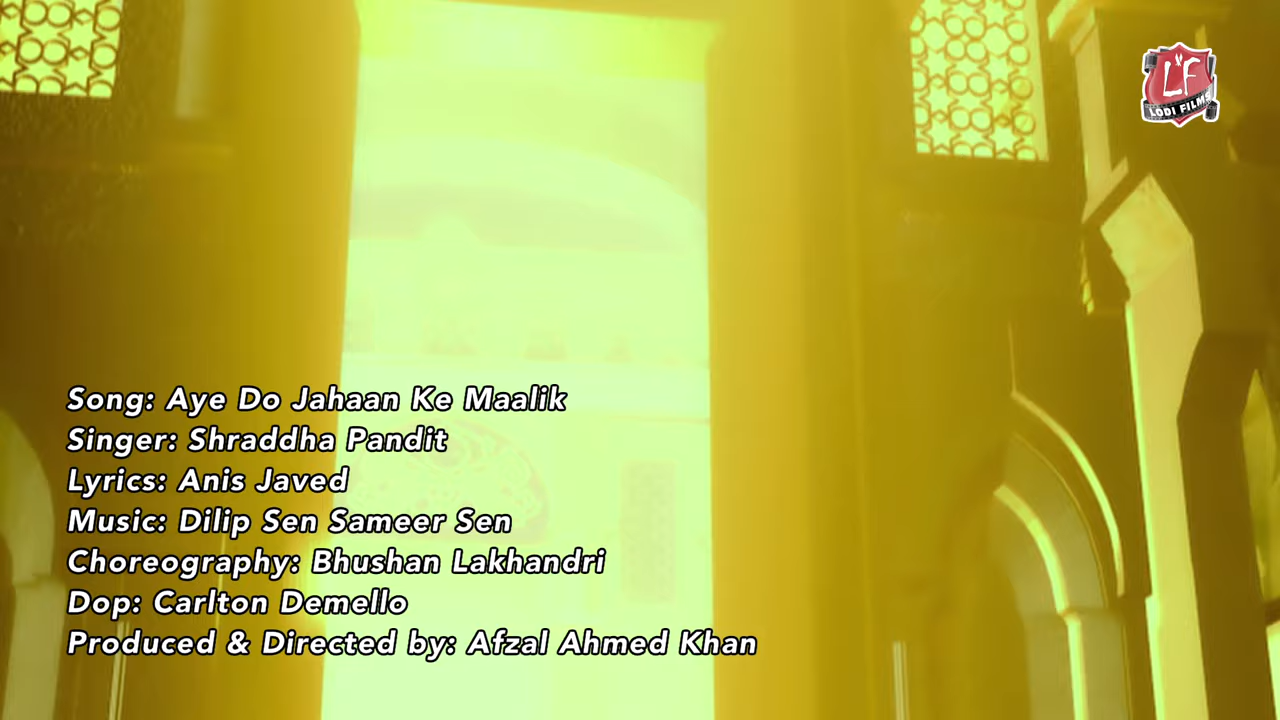 L F
LODI FILMS
Song: Aye Do Jahaan Ke Maalik
Singer: Shraddha Pandit
Lyrics: Anis Javed
Music: Dilip Sen Sameer Sen
Choreography: Bhushan Lakhandri
Dop: Carlton Demello
Produced & Directed by: Afzal Ahmed Khan